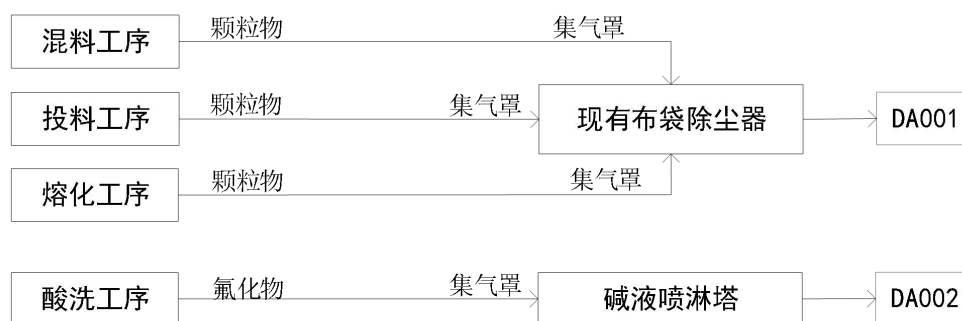 混料工序 颗粒物 集气罩
投料工序 颗粒物 集气罩 现有布袋除尘器 DA001
熔化工序 颗粒物 集气罩
酸洗工序 氟化物 集气罩 碱液喷淋塔 DA002